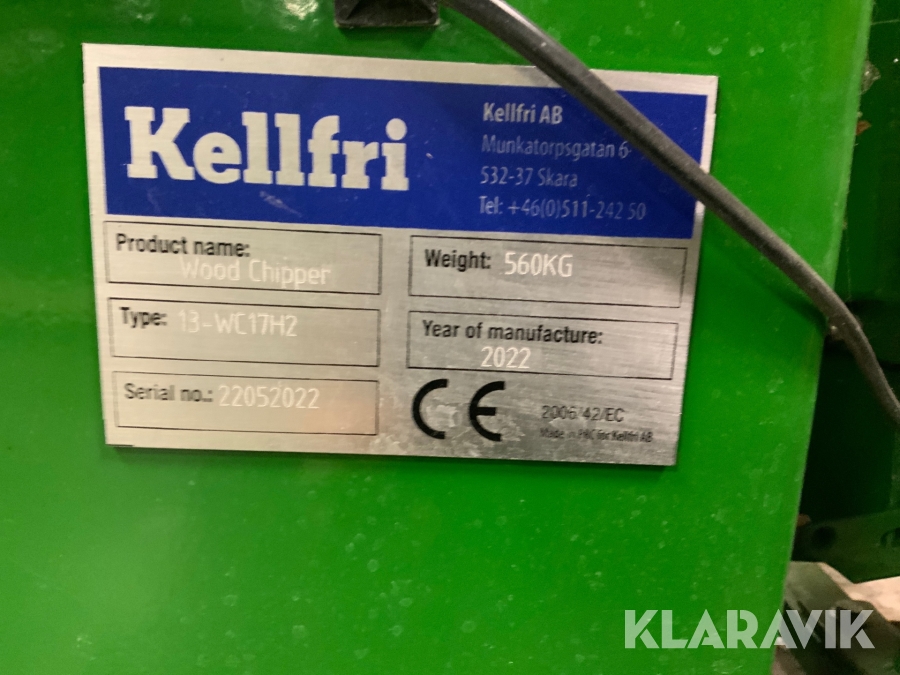 Kellfri
Kellfri AB
Munkatorpsgatan 6
532-37 Skara
Tel: +46(0)511-242 50
Product name:
Wood Chipper
Weight: 560KG
Type: 13-WC17H2
Year of manufacture:
2022
Serial no.: 22052022
CE
2006/42/EC
Made in PRC for Kellfri AB
KLARAVIK